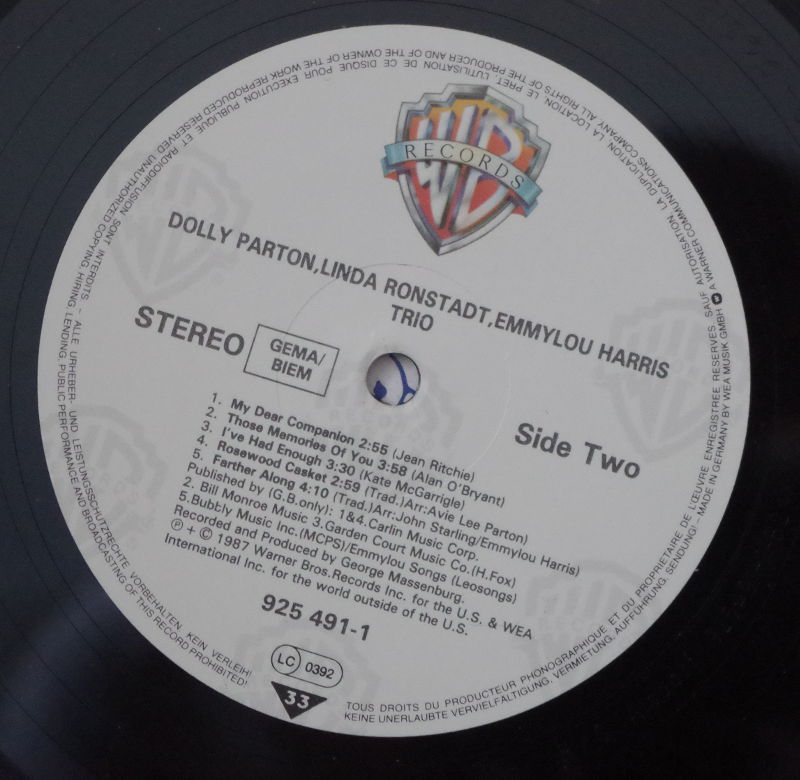 WB
RECORDS
DOLLY PARTON,LINDA RONSTADT,EMMYLOU HARRIS
TRIO
STEREO
GEMA/
BIEM
Side Two
1. My Dear Companion 2:55 (Jean Ritchie)
2. Those Memories Of You 3:58 (Alan O'Bryant)
3. I've Had Enough 3:30 (Kate McGarrigle)
4. Rosewood Casket 2:59 (Trad.)Arr:Avie Lee Parton)
5. Farther Along 4:10 (Trad.)Arr:John Starling/Emmylou Harris)
Published by (G.B.only): 1&4.Carlin Music Corp.
2. Bill Monroe Music 3.Garden Court Music Co.(H.Fox)
5.Bubbly Music Inc.(MCPS)/Emmylou Songs (Leosongs)
Recorded and Produced by George Massenburg.
℗ + © 1987 Warner Bros.Records Inc. for the U.S. & WEA
International Inc. for the world outside of the U.S.
925 491-1
LC 0392
33
TOUS DROITS DU PRODUCTEUR PHONOGRAPHIQUE ET DU PROPRIETAIRE DE L'ŒUVRE ENREGISTREE RESERVES. SAUF AUTORISATION, LA DUPLICATION, LA LOCATION, LE PRET, L'UTILISATION DE CE DISQUE POUR EXECUTION PUBLIQUE ET RADIODIFFUSION SONT INTERDITS – ALLE URHEBER- UND LEISTUNGSSCHUTZRECHTE VORBEHALTEN. KEIN VERLEIH!
KEINE UNERLAUBTE VERVIELFÄLTIGUNG, VERMIETUNG, AUFFÜHRUNG, SENDUNG! – MADE IN GERMANY BY WEA MUSIK GMBH A WARNER COMMUNICATIONS COMPANY ALL RIGHTS OF THE PRODUCER AND OF THE OWNER OF THE WORK REPRODUCED RESERVED. UNAUTHORIZED COPYING HIRING, LENDING, PUBLIC PERFORMANCE AND BROADCASTING OF THIS RECORD PROHIBITED!